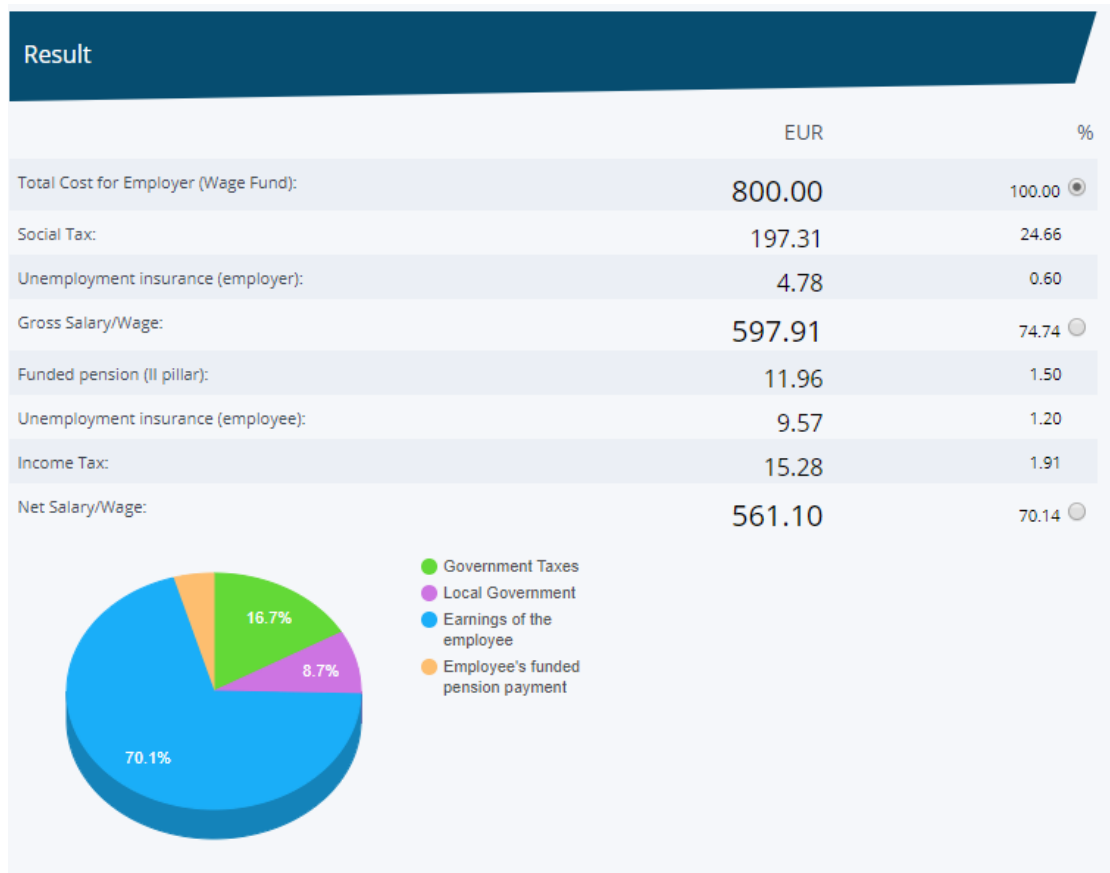 Result
EUR %
Total Cost for Employer (Wage Fund): 800.00 100.00
Social Tax: 197.31 24.66
Unemployment insurance (employer): 4.78 0.60
Gross Salary/Wage: 597.91 74.74
Funded pension (II pillar): 11.96 1.50
Unemployment insurance (employee): 9.57 1.20
Income Tax: 15.28 1.91
Net Salary/Wage: 561.10 70.14
16.7%
8.7%
70.1%
Government Taxes
Local Government
Earnings of the
employee
Employee's funded
pension payment